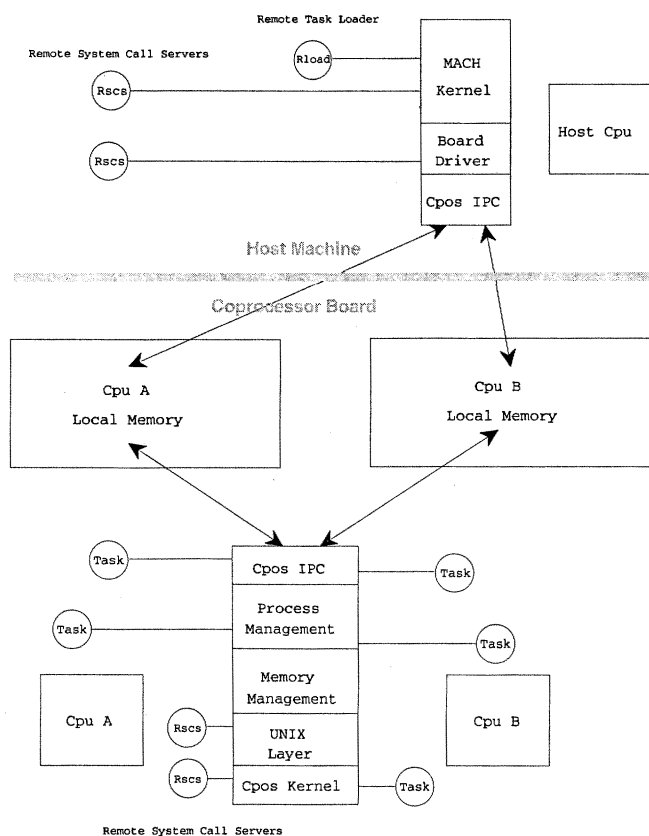 Remote Task Loader
Remote System Call Servers
Rload
MACH
Kernel
Rscs
Host Cpu
Board
Driver
Rscs
Cpos IPC
Host Machine
Coprocessor Board
Cpu A
Local Memory
Cpu B
Local Memory
Task
Cpos IPC
Task
Process
Management
Task
Task
Memory
Management
Cpu A
Cpu B
Rscs
UNIX
Layer
Rscs
Cpos Kernel
Task
Remote System Call Servers